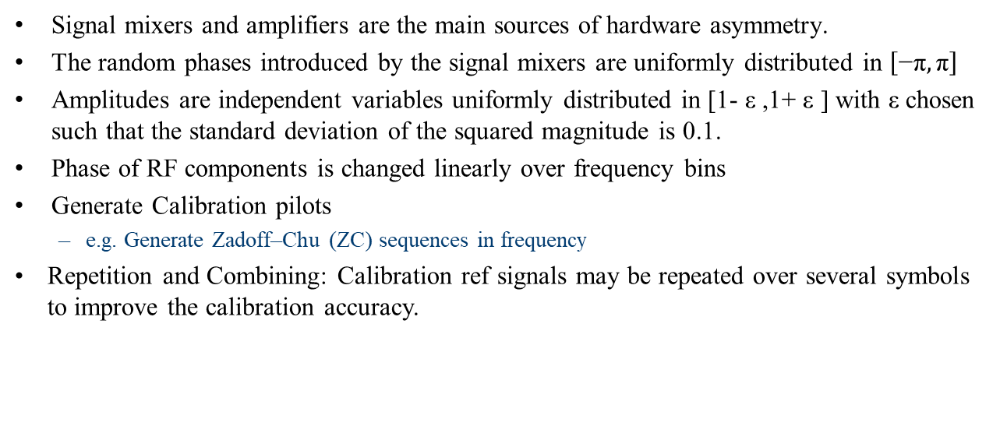 • Signal mixers and amplifiers are the main sources of hardware asymmetry.
• The random phases introduced by the signal mixers are uniformly distributed in [−π, π]
• Amplitudes are independent variables uniformly distributed in [1- ε ,1+ ε ] with ε chosen
such that the standard deviation of the squared magnitude is 0.1.
• Phase of RF components is changed linearly over frequency bins
• Generate Calibration pilots
– e.g. Generate Zadoff–Chu (ZC) sequences in frequency
• Repetition and Combining: Calibration ref signals may be repeated over several symbols
to improve the calibration accuracy.